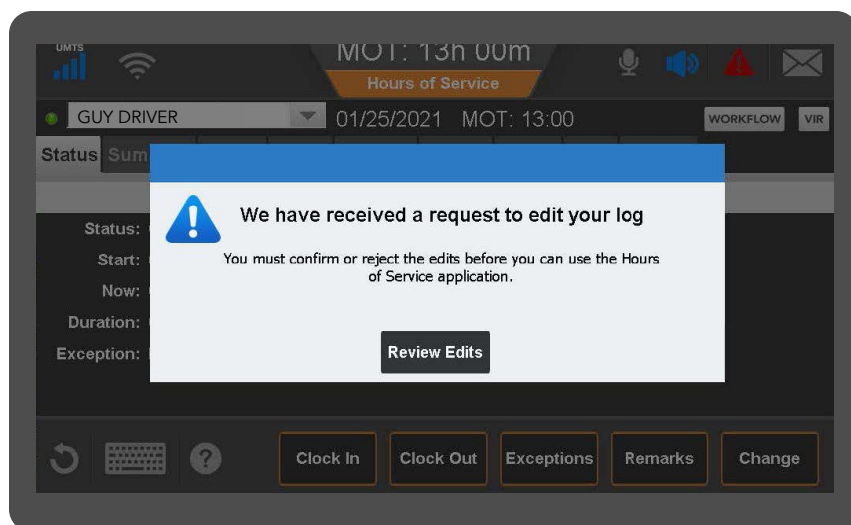 UMTS
MOT: 13h 00m
Hours of Service
GUY DRIVER
01/25/2021 MOT: 13:00
WORKFLOW
VIR
Status
Sum
We have received a request to edit your log
You must confirm or reject the edits before you can use the Hours
of Service application.
Status:
Start:
Now:
Duration:
Exception:
Review Edits
?
Clock In
Clock Out
Exceptions
Remarks
Change